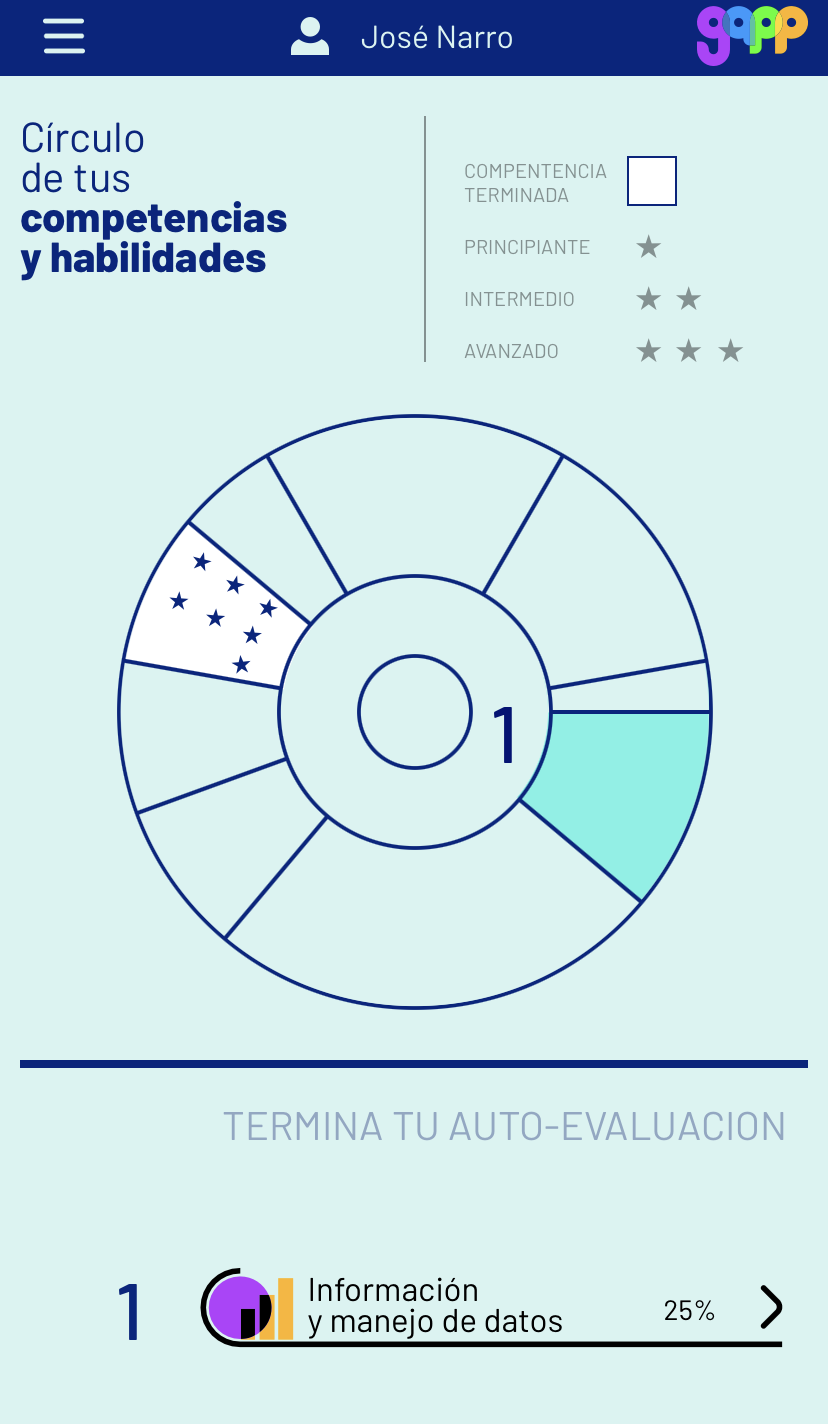 José Narro
gapp
Círculo
de tus
competencias
y habilidades
COMPENTENCIA
TERMINADA
PRINCIPIANTE
INTERMEDIO
AVANZADO
1
TERMINA TU AUTO-EVALUACION
1
Información
y manejo de datos
25%